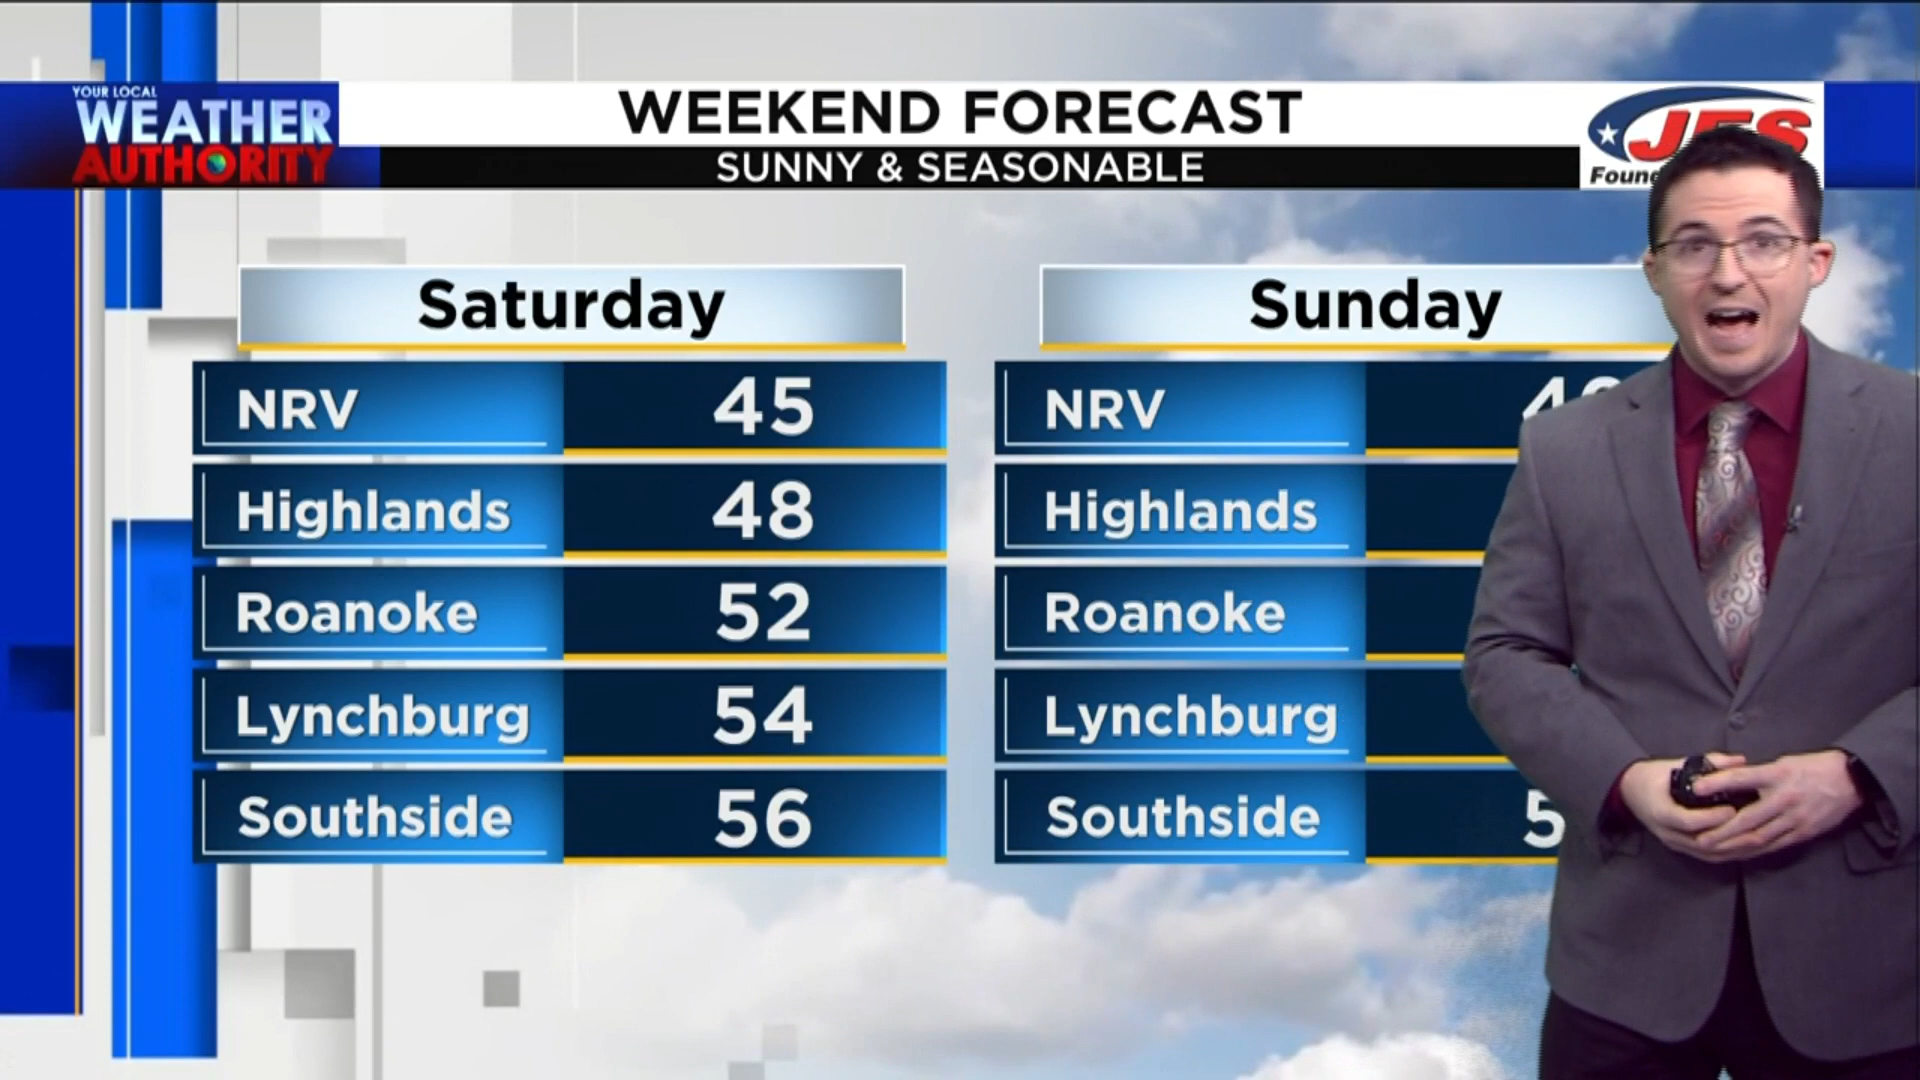 YOUR LOCAL
WEATHER
AUTHORITY
WEEKEND FORECAST
SUNNY & SEASONABLE
JES
Saturday
NRV 45
Highlands 48
Roanoke 52
Lynchburg 54
Southside 56
Sunday
NRV
Highlands
Roanoke
Lynchburg
Southside